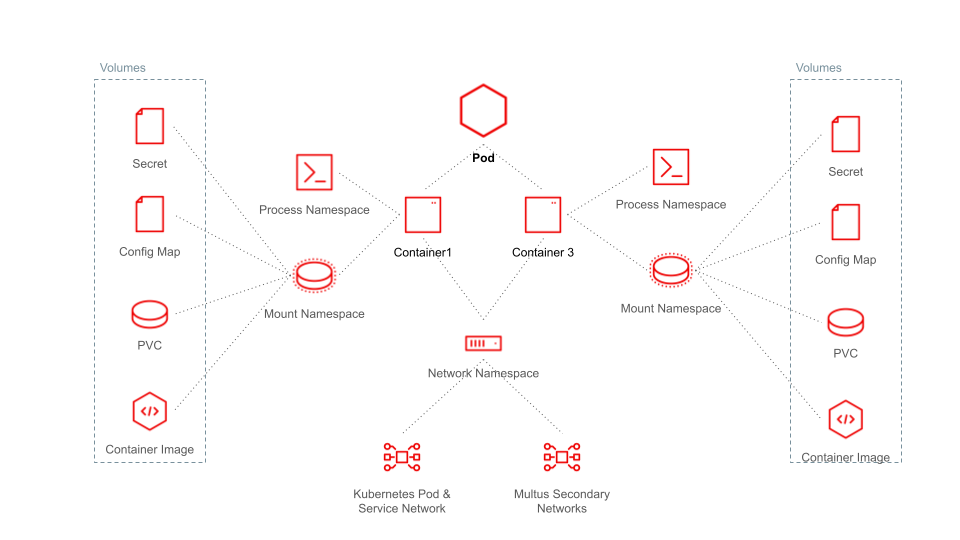 Volumes
Secret
Config Map
PVC
Container Image
Process Namespace
Mount Namespace
Pod
Container1
Container 3
Network Namespace
Kubernetes Pod &
Service Network
Multus Secondary
Networks
Process Namespace
Mount Namespace
Volumes
Secret
Config Map
PVC
Container Image